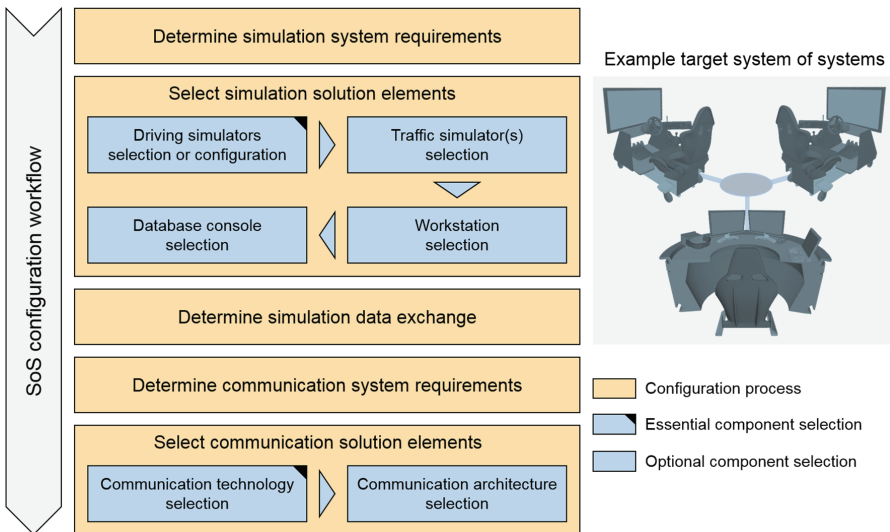 SoS configuration workflow
Determine simulation system requirements
Select simulation solution elements
Driving simulators
selection or configuration
Traffic simulator(s)
selection
Database console
selection
Workstation
selection
Determine simulation data exchange
Determine communication system requirements
Select communication solution elements
Communication technology
selection
Communication architecture
selection
Example target system of systems
Configuration process
Essential component selection
Optional component selection